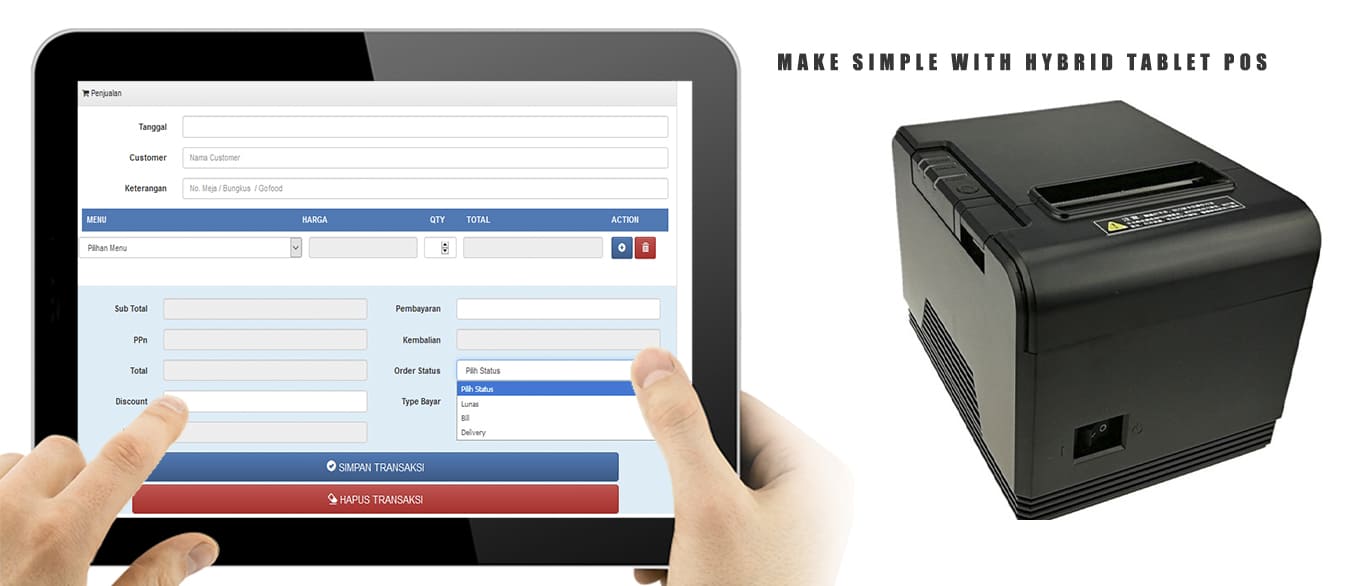 MAKE SIMPLE WITH HYBRID TABLET POS
Penjualan
Tanggal
Customer Nama Customer
Keterangan No. Meja / Bungkus / Gofood
MENU HARGA QTY TOTAL ACTION
Pilihan Menu
Sub Total Pembayaran
PPn Kembalian
Total Order Status Pilih Status
Pilih Status
Discount Type Bayar Lunas
Bill
Delivery
SIMPAN TRANSAKSI
HAPUS TRANSAKSI
注意